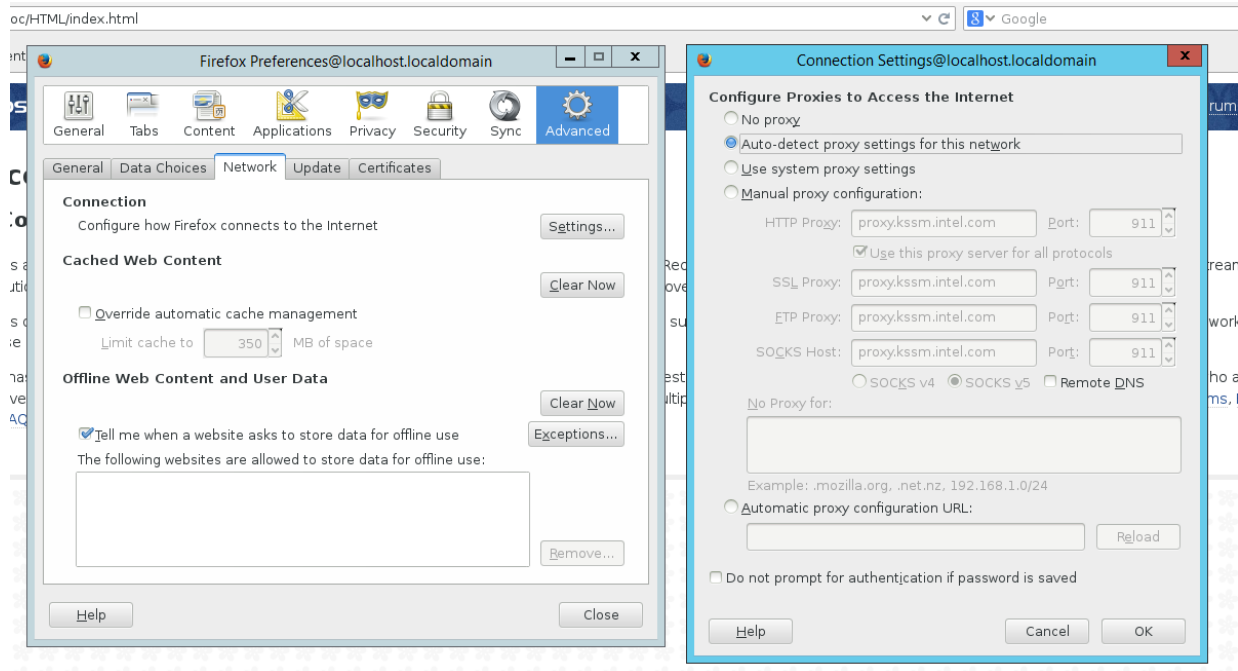 oc/HTML/index.html
Google
Firefox Preferences@localhost.localdomain
General Tabs Content Applications Privacy Security Sync Advanced
General Data Choices Network Update Certificates
Connection
Configure how Firefox connects to the Internet
Settings...
Cached Web Content
Clear Now
Override automatic cache management
Limit cache to 350 MB of space
Offline Web Content and User Data
Clear Now
Tell me when a website asks to store data for offline use
Exceptions...
The following websites are allowed to store data for offline use:
Remove...
Help
Close
Connection Settings@localhost.localdomain
Configure Proxies to Access the Internet
No proxy
Auto-detect proxy settings for this network
Use system proxy settings
Manual proxy configuration:
HTTP Proxy: proxy.kssm.intel.com Port: 911
Use this proxy server for all protocols
SSL Proxy: proxy.kssm.intel.com Port: 911
FTP Proxy: proxy.kssm.intel.com Port: 911
SOCKS Host: proxy.kssm.intel.com Port: 911
SOCKS v4 SOCKS v5 Remote DNS
No Proxy for:
Example: .mozilla.org, .net.nz, 192.168.1.0/24
Automatic proxy configuration URL:
Reload
Do not prompt for authentication if password is saved
Help
Cancel
OK